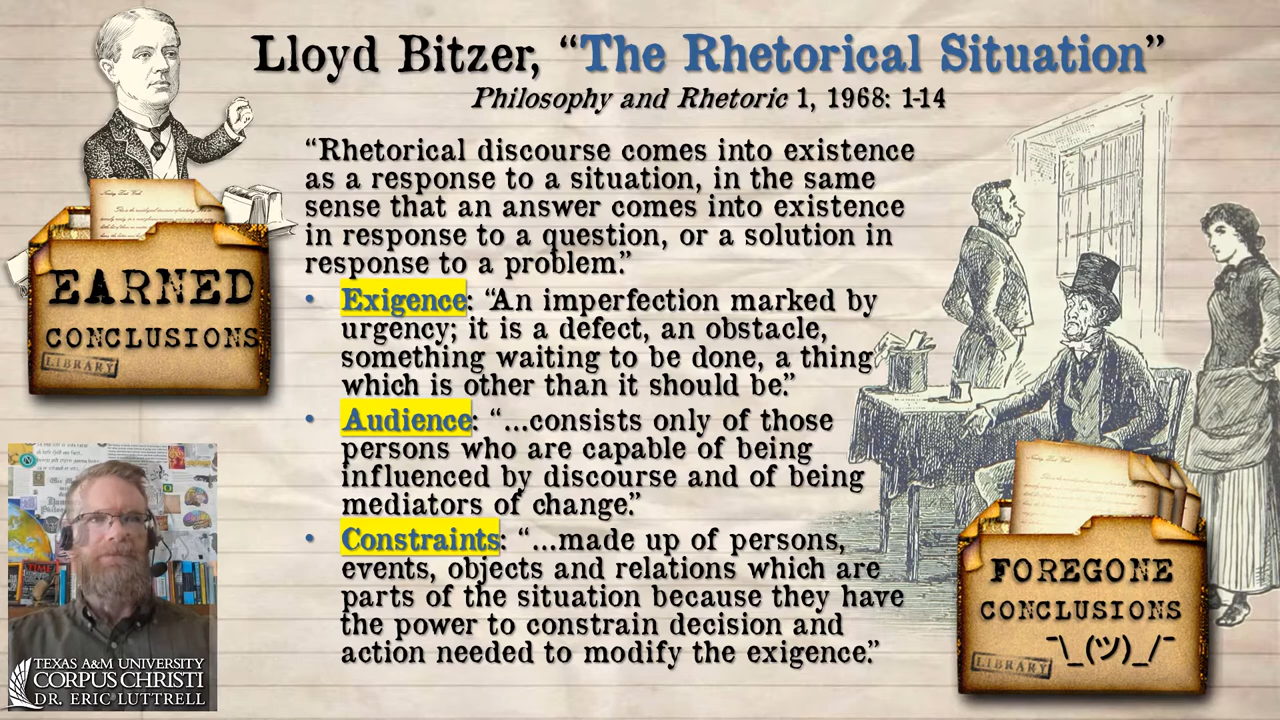 Lloyd Bitzer, “The Rhetorical Situation”
Philosophy and Rhetoric 1, 1968: 1-14
“Rhetorical discourse comes into existence
as a response to a situation, in the same
sense that an answer comes into existence
in response to a question, or a solution in
response to a problem.”
• Exigence: “An imperfection marked by
urgency; it is a defect, an obstacle,
something waiting to be done, a thing
which is other than it should be.”
• Audience: “…consists only of those
persons who are capable of being
influenced by discourse and of being
mediators of change.”
• Constraints: “…made up of persons,
events, objects and relations which are
parts of the situation because they have
the power to constrain decision and
action needed to modify the exigence.”
EARNED
CONCLUSIONS
LIBRARY
TIME
TEXAS A&M UNIVERSITY
CORPUS CHRISTI
DR. ERIC LUTTRELL
FOREGONE
CONCLUSIONS
¯\_(ツ)_/¯
LIBRARY